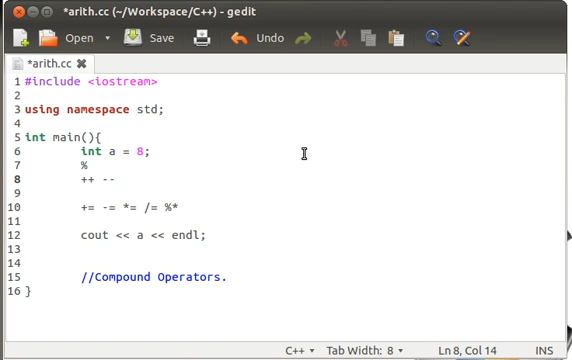 *arith.cc (~/Workspace/C++) - gedit
Open Save Undo
*arith.cc
1 #include <iostream>
2
3 using namespace std;
4
5 int main(){
6 int a = 8;
7 %
8 ++ --
9
10 += -= *= /= %*
11
12 cout << a << endl;
13
14
15 //Compound Operators.
16 }
C++ Tab Width: 8 Ln 8, Col 14 INS